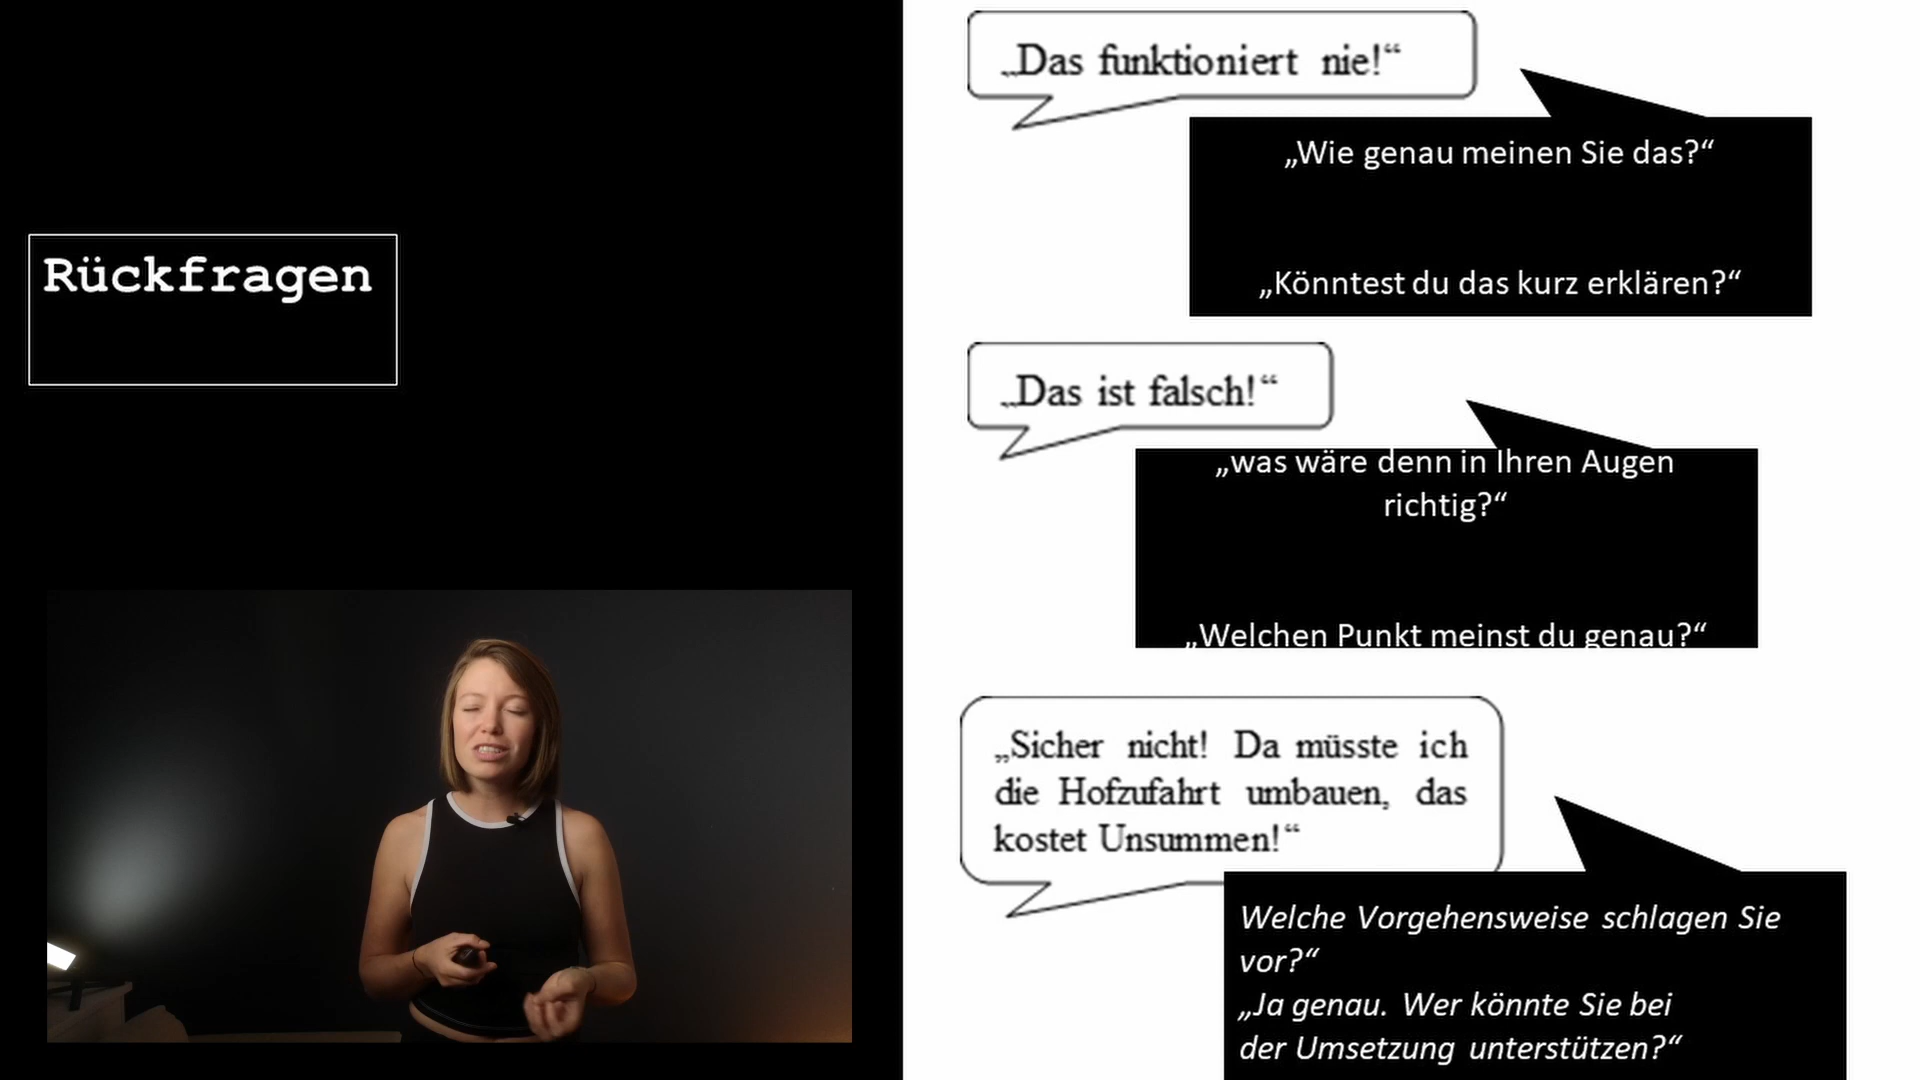 Rückfragen
„Das funktioniert nie!“
„Wie genau meinen Sie das?“
„Könntest du das kurz erklären?“
„Das ist falsch!“
„was wäre denn in Ihren Augen
richtig?“
„Welchen Punkt meinst du genau?“
„Sicher nicht! Da müsste ich
die Hofzufahrt umbauen, das
kostet Unsummen!“
Welche Vorgehensweise schlagen Sie
vor?“
„Ja genau. Wer könnte Sie bei
der Umsetzung unterstützen?“